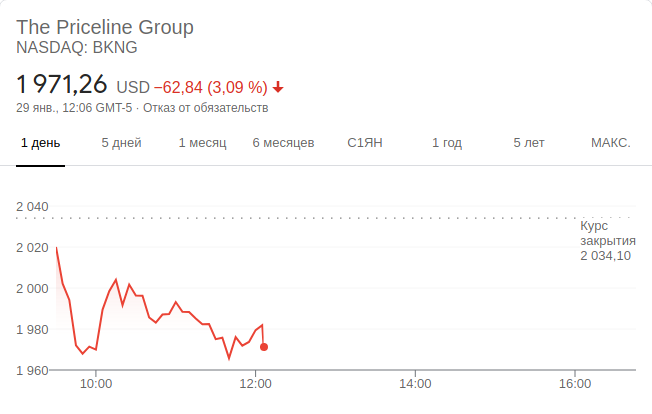 The Priceline Group
NASDAQ: BKNG
1 971,26 USD −62,84 (3,09 %)
29 янв., 12:06 GMT-5 · Отказ от обязательств
1 день 5 дней 1 месяц 6 месяцев С1ЯН 1 год 5 лет МАКС.
2 040
Курс
закрытия
2 034,10
2 020
2 000
1 980
1 960
10:00 12:00 14:00 16:00